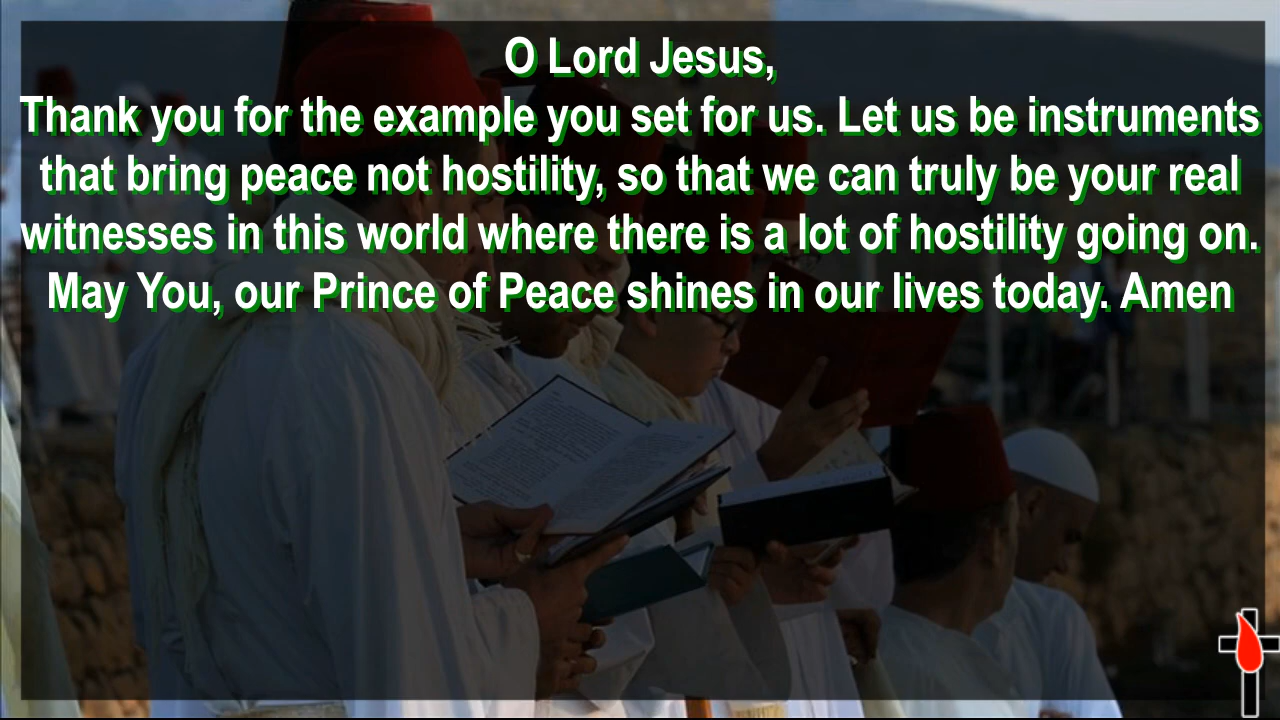 O Lord Jesus,
Thank you for the example you set for us. Let us be instruments
that bring peace not hostility, so that we can truly be your real
witnesses in this world where there is a lot of hostility going on.
May You, our Prince of Peace shines in our lives today. Amen